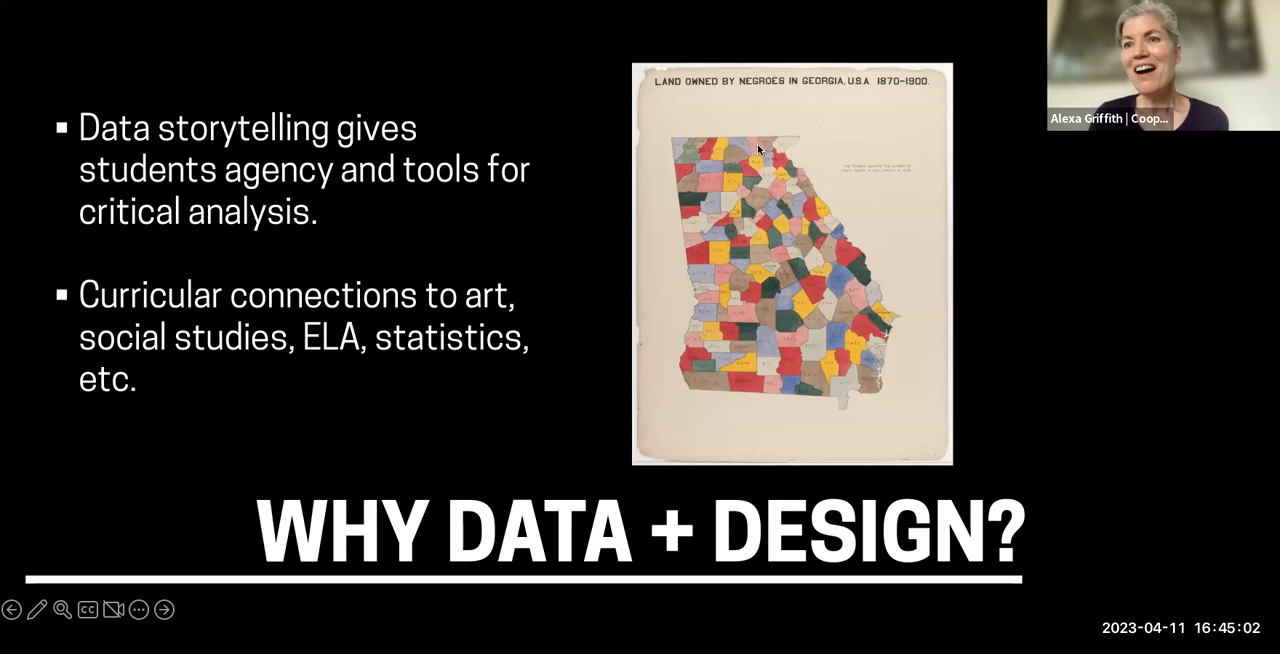 Data storytelling gives
students agency and tools for
critical analysis.
Curricular connections to art,
social studies, ELA, statistics,
etc.
LAND OWNED BY NEGROES IN GEORGIA, U.S.A. 1870-1900.
Alexa Griffith | Coop...
WHY DATA + DESIGN?
CC
2023-04-11 16:45:02